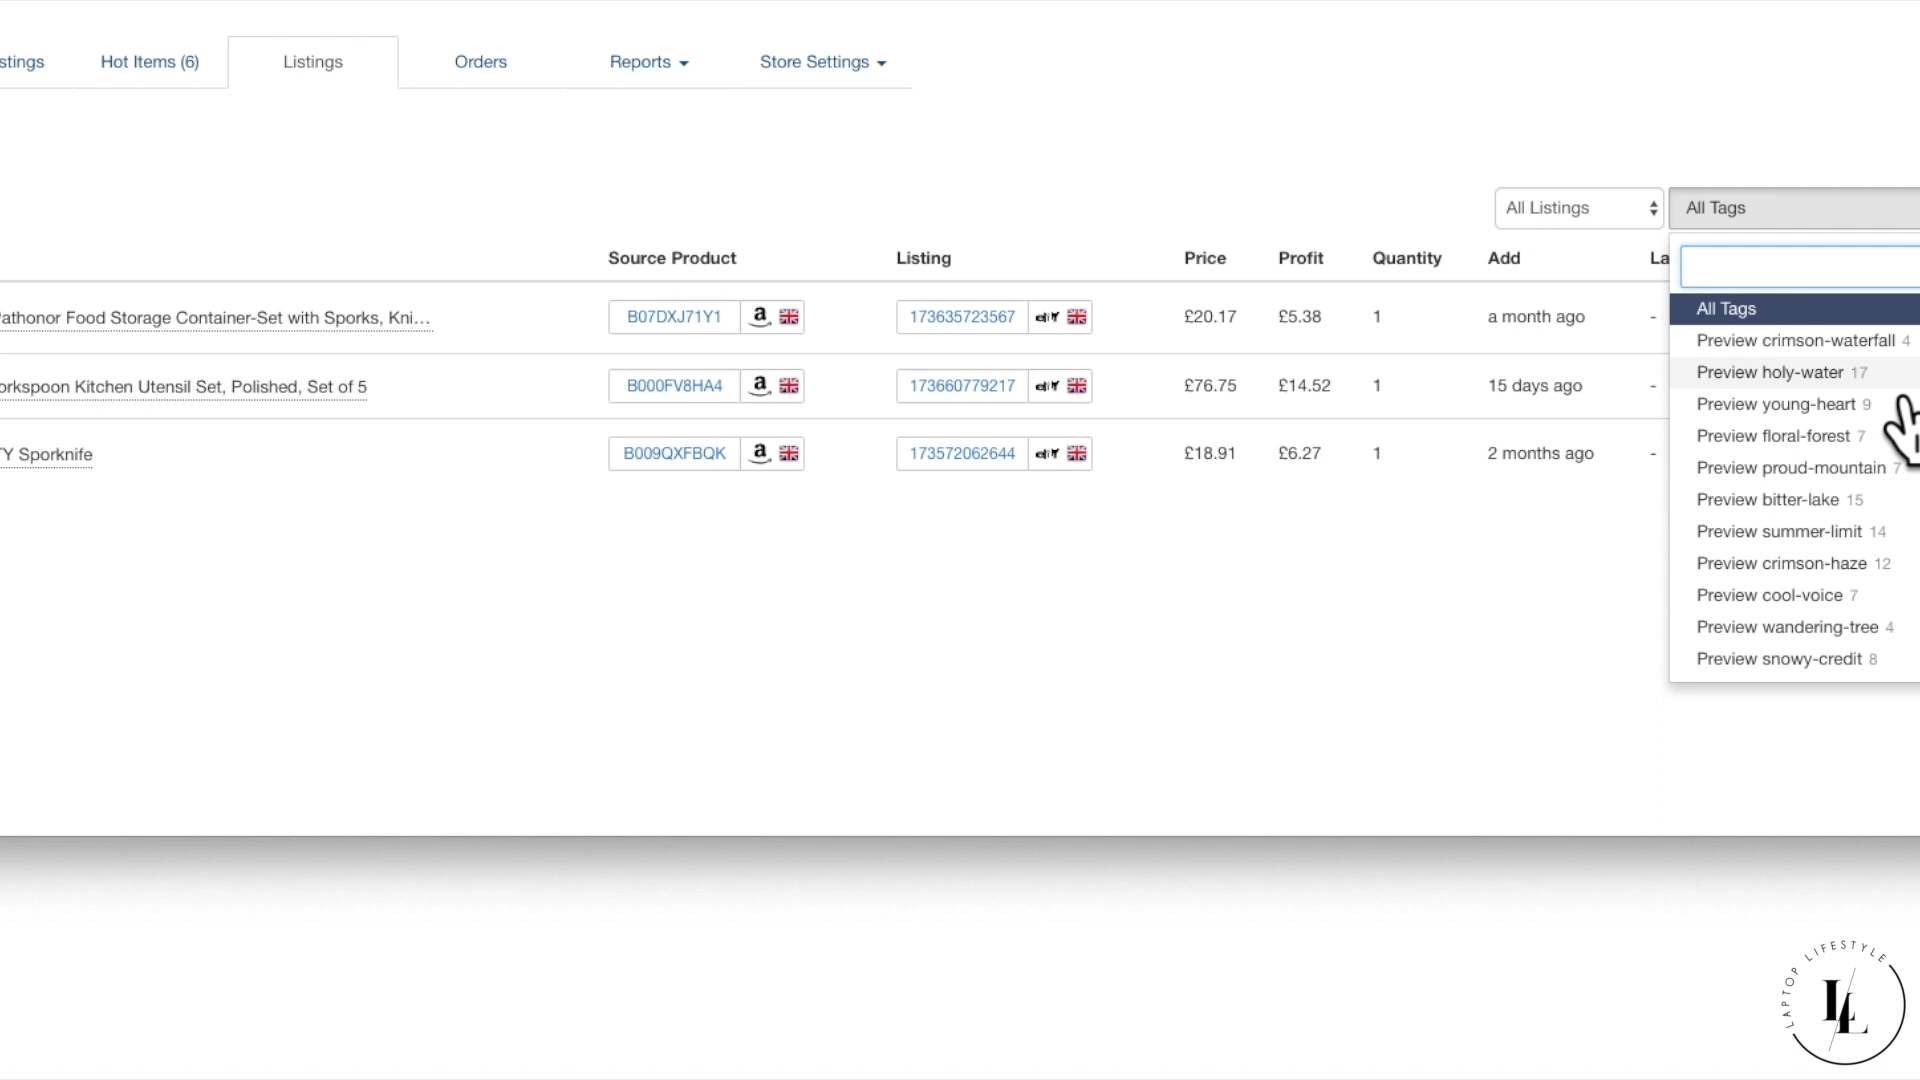 stings Hot Items (6) Listings Orders Reports Store Settings
All Listings All Tags
Source Product Listing Price Profit Quantity Add La
athonor Food Storage Container-Set with Sporks, Kni... B07DXJ71Y1 a 173635723567 £20.17 £5.38 1 a month ago -
orkspoon Kitchen Utensil Set, Polished, Set of 5 B000FV8HA4 a 173660779217 £76.75 £14.52 1 15 days ago -
TY Sporknife B009QXFBQK a 173572062644 £18.91 £6.27 1 2 months ago -
All Tags
Preview crimson-waterfall 4
Preview holy-water 17
Preview young-heart 9
Preview floral-forest 7
Preview proud-mountain 7
Preview bitter-lake 15
Preview summer-limit 14
Preview crimson-haze 12
Preview cool-voice 7
Preview wandering-tree 4
Preview snowy-credit 8
LAPTOP LIFESTYLE
LL